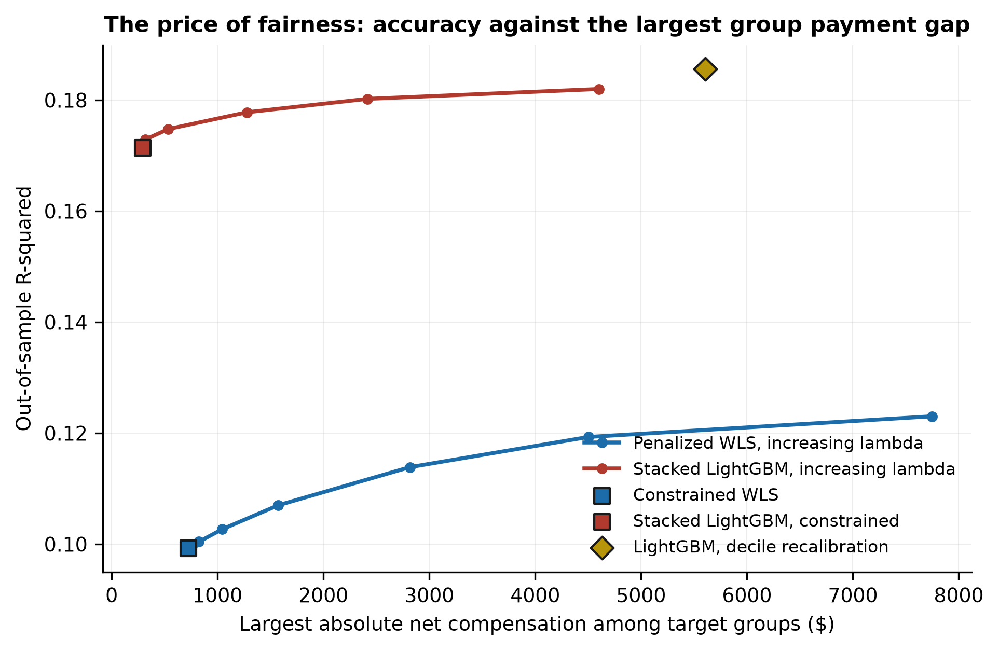 The price of fairness: accuracy against the largest group payment gap
Out-of-sample R-squared
0.18
0.16
0.14
0.12
0.10
Penalized WLS, increasing lambda
Stacked LightGBM, increasing lambda
Constrained WLS
Stacked LightGBM, constrained
LightGBM, decile recalibration
0 1000 2000 3000 4000 5000 6000 7000 8000
Largest absolute net compensation among target groups ($)